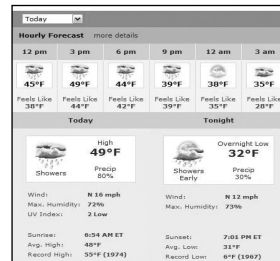 Today
Hourly Forecast more details
12 pm 3 pm 6 pm 9 pm 12 am 3 am
45°F 49°F 44°F 39°F 38°F 35°F
Feels Like Feels Like Feels Like Feels Like Feels Like Feels Like
38°F 44°F 42°F 39°F 35°F 28°F
Today Tonight
High Overnight Low
49°F 32°F
Showers Precip Showers Precip
80% Early 30%
Wind: N 16 mph Wind: N 12 mph
Max. Humidity: 72% Max. Humidity: 73%
UV Index: 2 Low
Sunrise: 6:54 AM ET Sunset: 7:01 PM ET
Avg. High: 48°F Avg. Low: 31°F
Record High: 55°F (1974) Record Low: 6°F (1967)